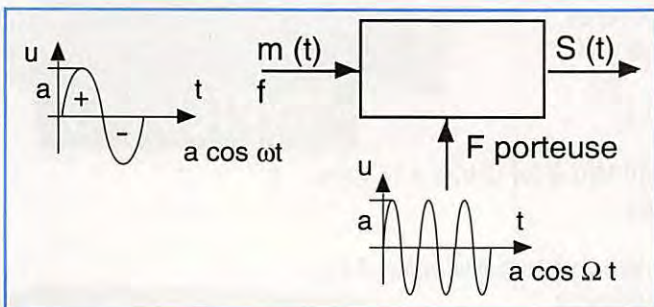 u
a
+
-
t
a cos ωt
m (t)
f
S (t)
F porteuse
u
a
t
a cos Ω t